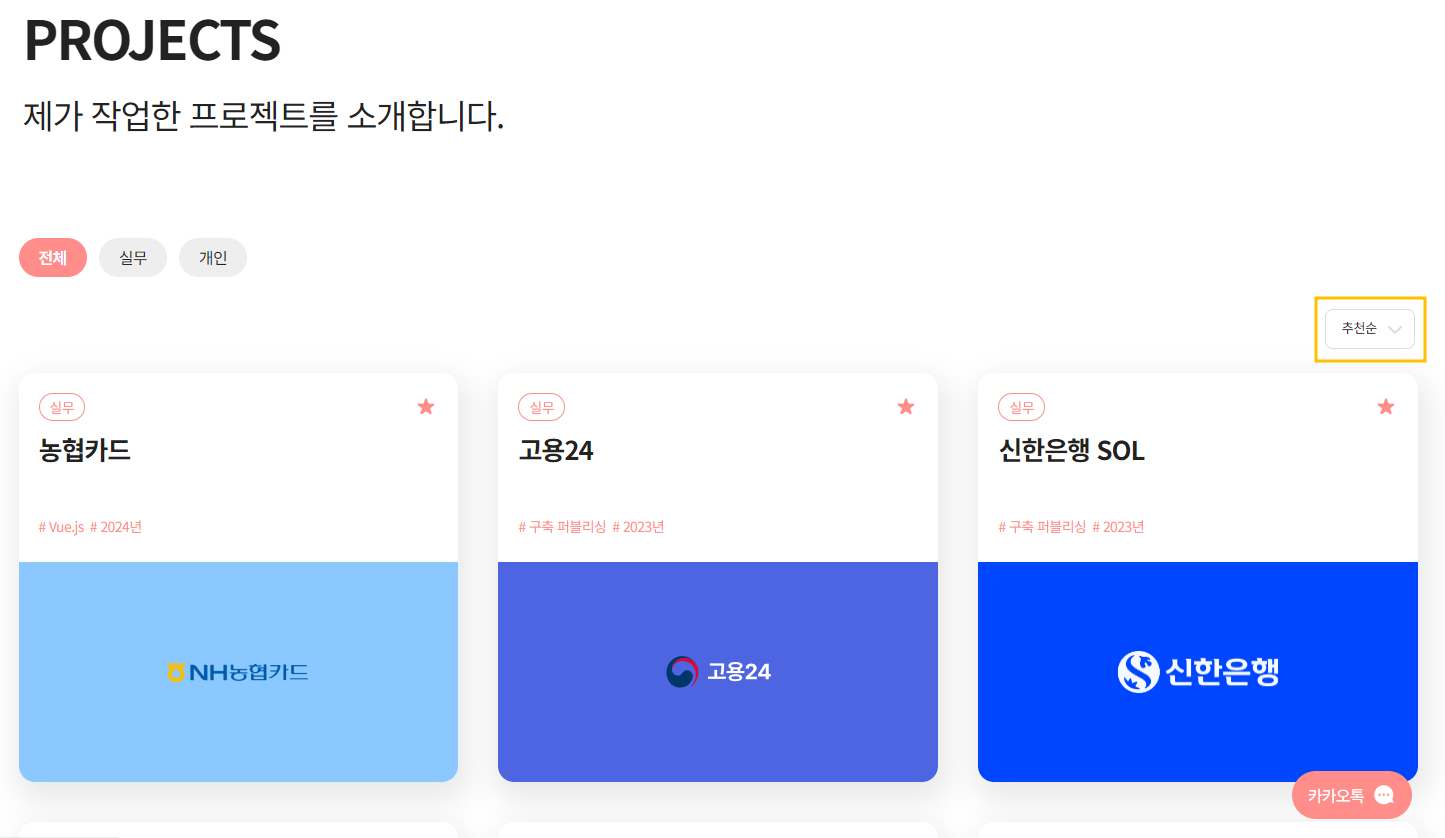 PROJECTS
제가 작업한 프로젝트를 소개합니다.
전체 실무 개인
추천순
실무
농협카드
# Vue.js # 2024년
NH농협카드
실무
고용24
# 구축 퍼블리싱 # 2023년
고용24
실무
신한은행 SOL
# 구축 퍼블리싱 # 2023년
신한은행
카카오톡